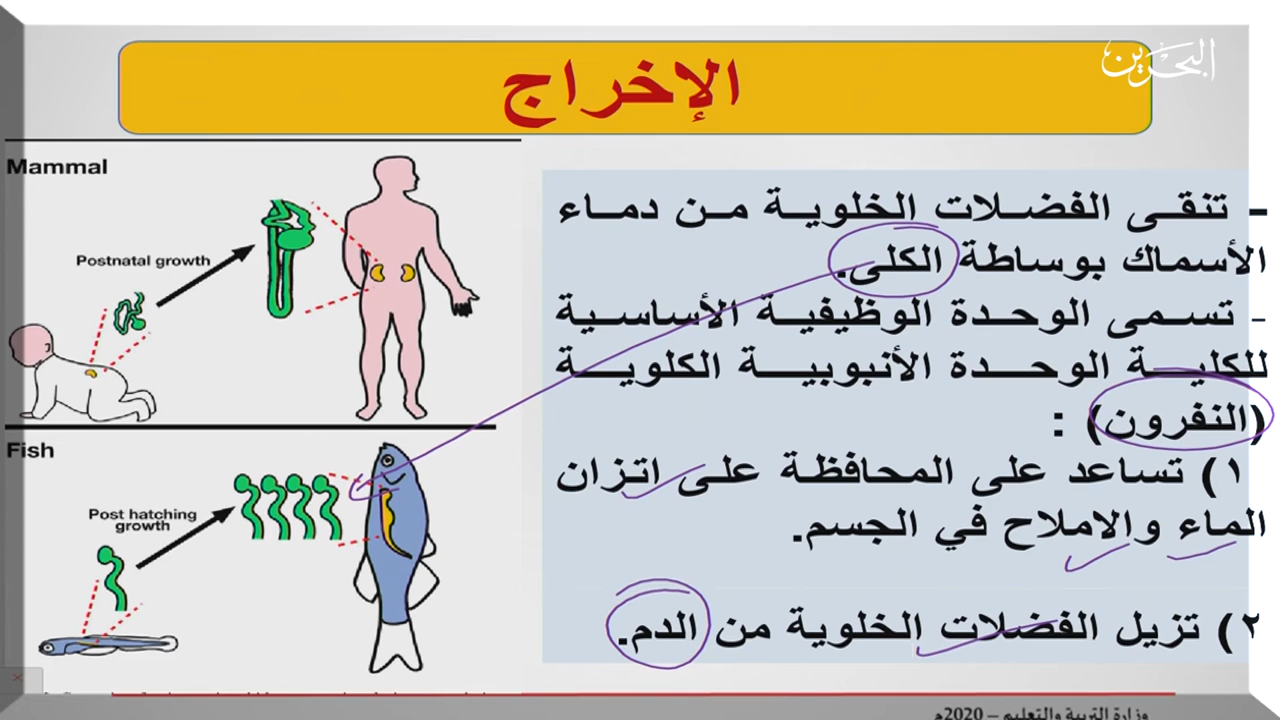 البحرين
الإخراج
- تنقى الفضلات الخلوية من دماء
الأسماك بوساطة الكلى.
- تسمى الوحدة الوظيفية الأساسية
للكلية الوحدة الأنبوبية الكلوية
(النفرون) :
١) تساعد على المحافظة على اتزان
الماء والاملاح في الجسم.
٢) تزيل الفضلات الخلوية من الدم.
Mammal
Postnatal growth
Fish
Post hatching
growth
وزارة التربية والتعليم – 2020م